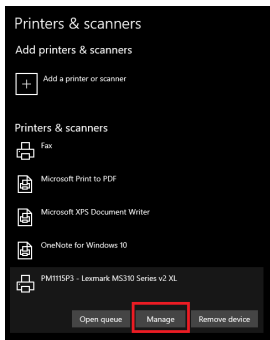 Printers & scanners
Add printers & scanners
Add a printer or scanner
Printers & scanners
Fax
Microsoft Print to PDF
Microsoft XPS Document Writer
OneNote for Windows 10
PM1115P3 - Lexmark MS310 Series v2 XL
Open queue Manage Remove device